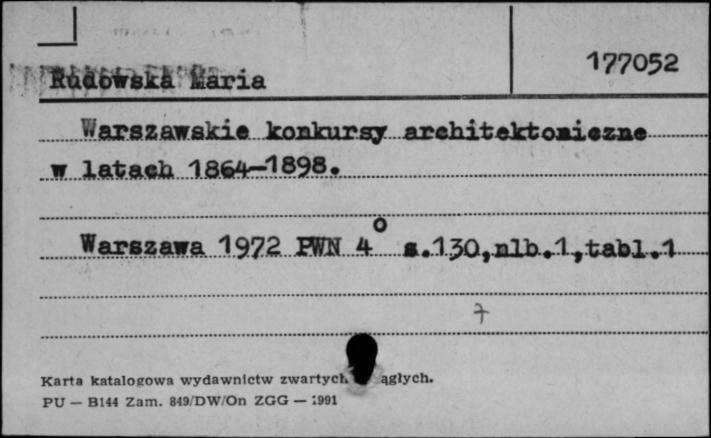 177052
Rudowska Maria
Warszawskie konkursy architektoniczne
w latach 1864-1898.
Warszawa 1972 PWN 4° s.130,nlb.1,tabl.1
7
Karta katalogowa wydawnictw zwartych ągłych.
PU — B144 Zam. 849/DW/On ZGG — 1991